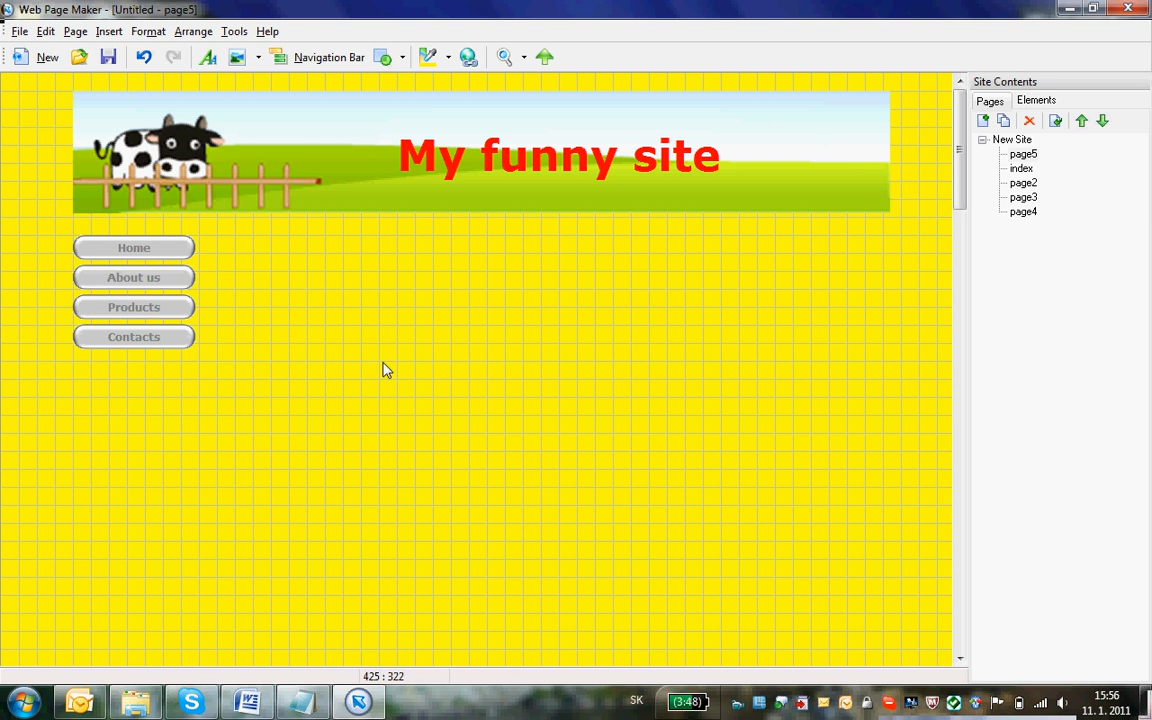 Web Page Maker - [Untitled - page5]
File Edit Page Insert Format Arrange Tools Help
New Navigation Bar
Site Contents
Pages Elements
New Site
page5
index
page2
page3
page4
My funny site
Home
About us
Products
Contacts
425 : 322
SK (3:48) 15:56
11. 1. 2011